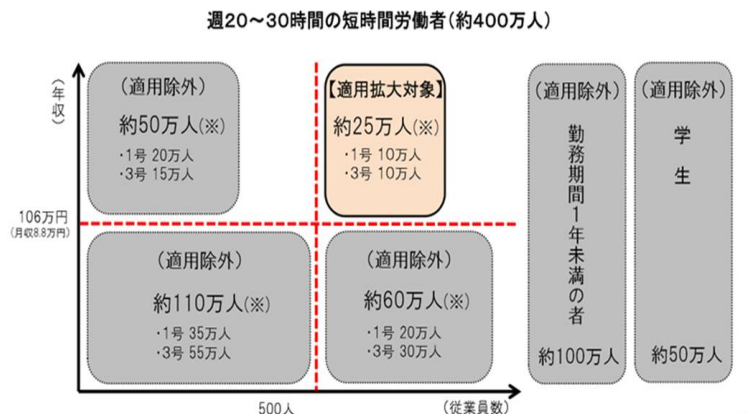 週20~30時間の短時間労働者(約400万人)
(年収)
(適用除外)
約50万人(※)
・1号 20万人
・3号 15万人
【適用拡大対象】
約25万人(※)
・1号 10万人
・3号 10万人
(適用除外)
勤務期間1年未満の者
約100万人
(適用除外)
学生
約50万人
106万円
(月収8.8万円)
(適用除外)
約110万人(※)
・1号 35万人
・3号 55万人
(適用除外)
約60万人(※)
・1号 20万人
・3号 30万人
500人
(従業員数)